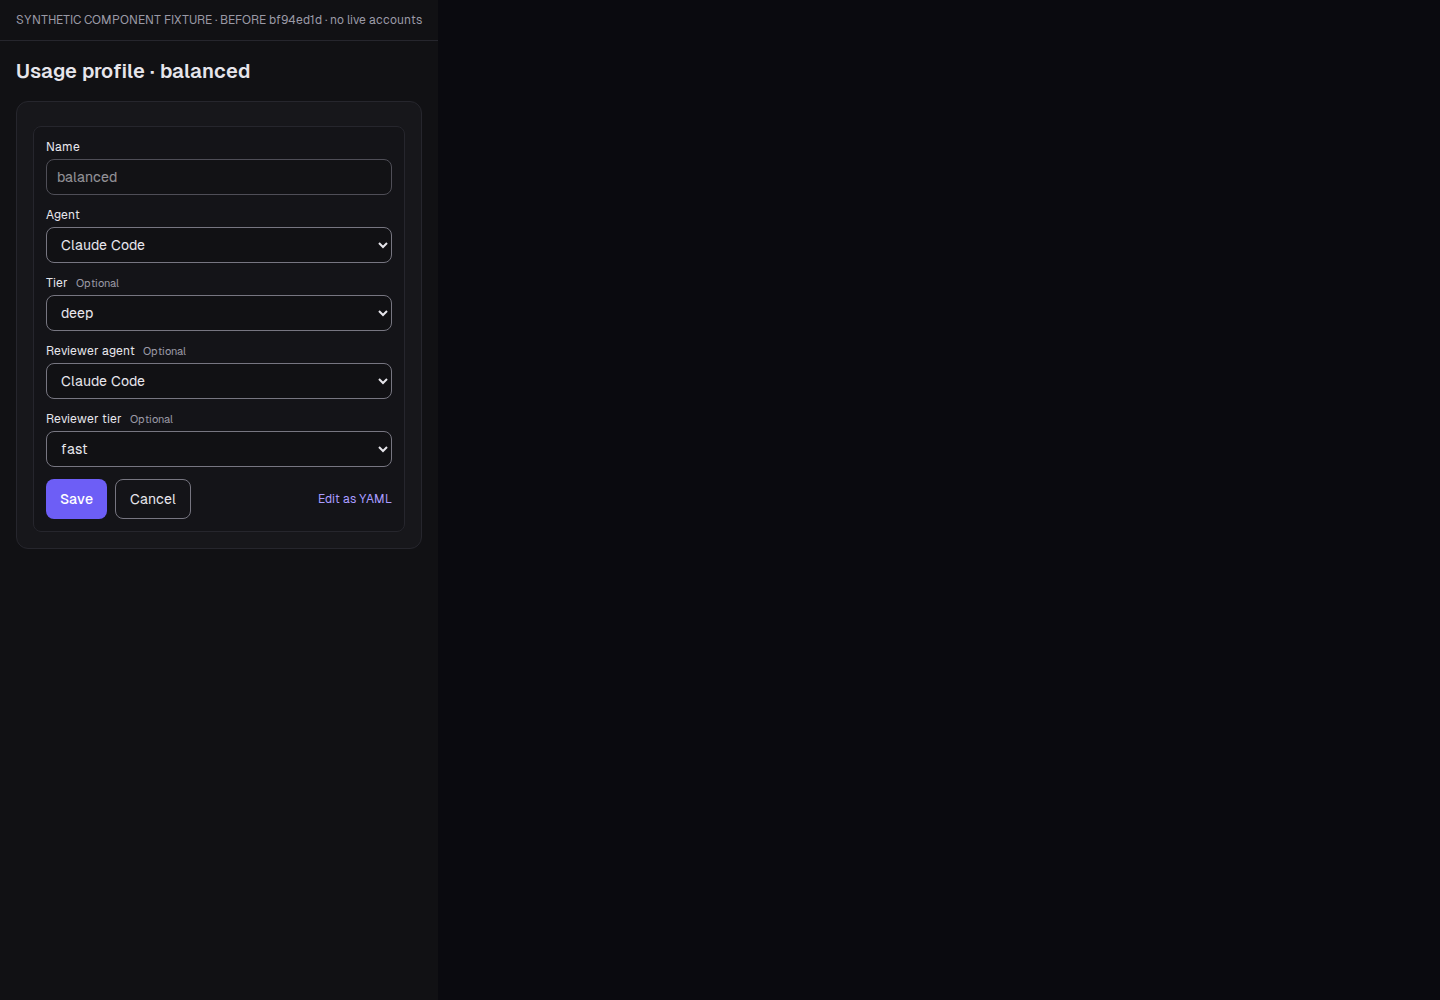 SYNTHETIC COMPONENT FIXTURE · BEFORE bf94ed1d · no live accounts
Usage profile · balanced
Name
balanced
Agent
Claude Code
Tier Optional
deep
Reviewer agent Optional
Claude Code
Reviewer tier Optional
fast
Save Cancel Edit as YAML